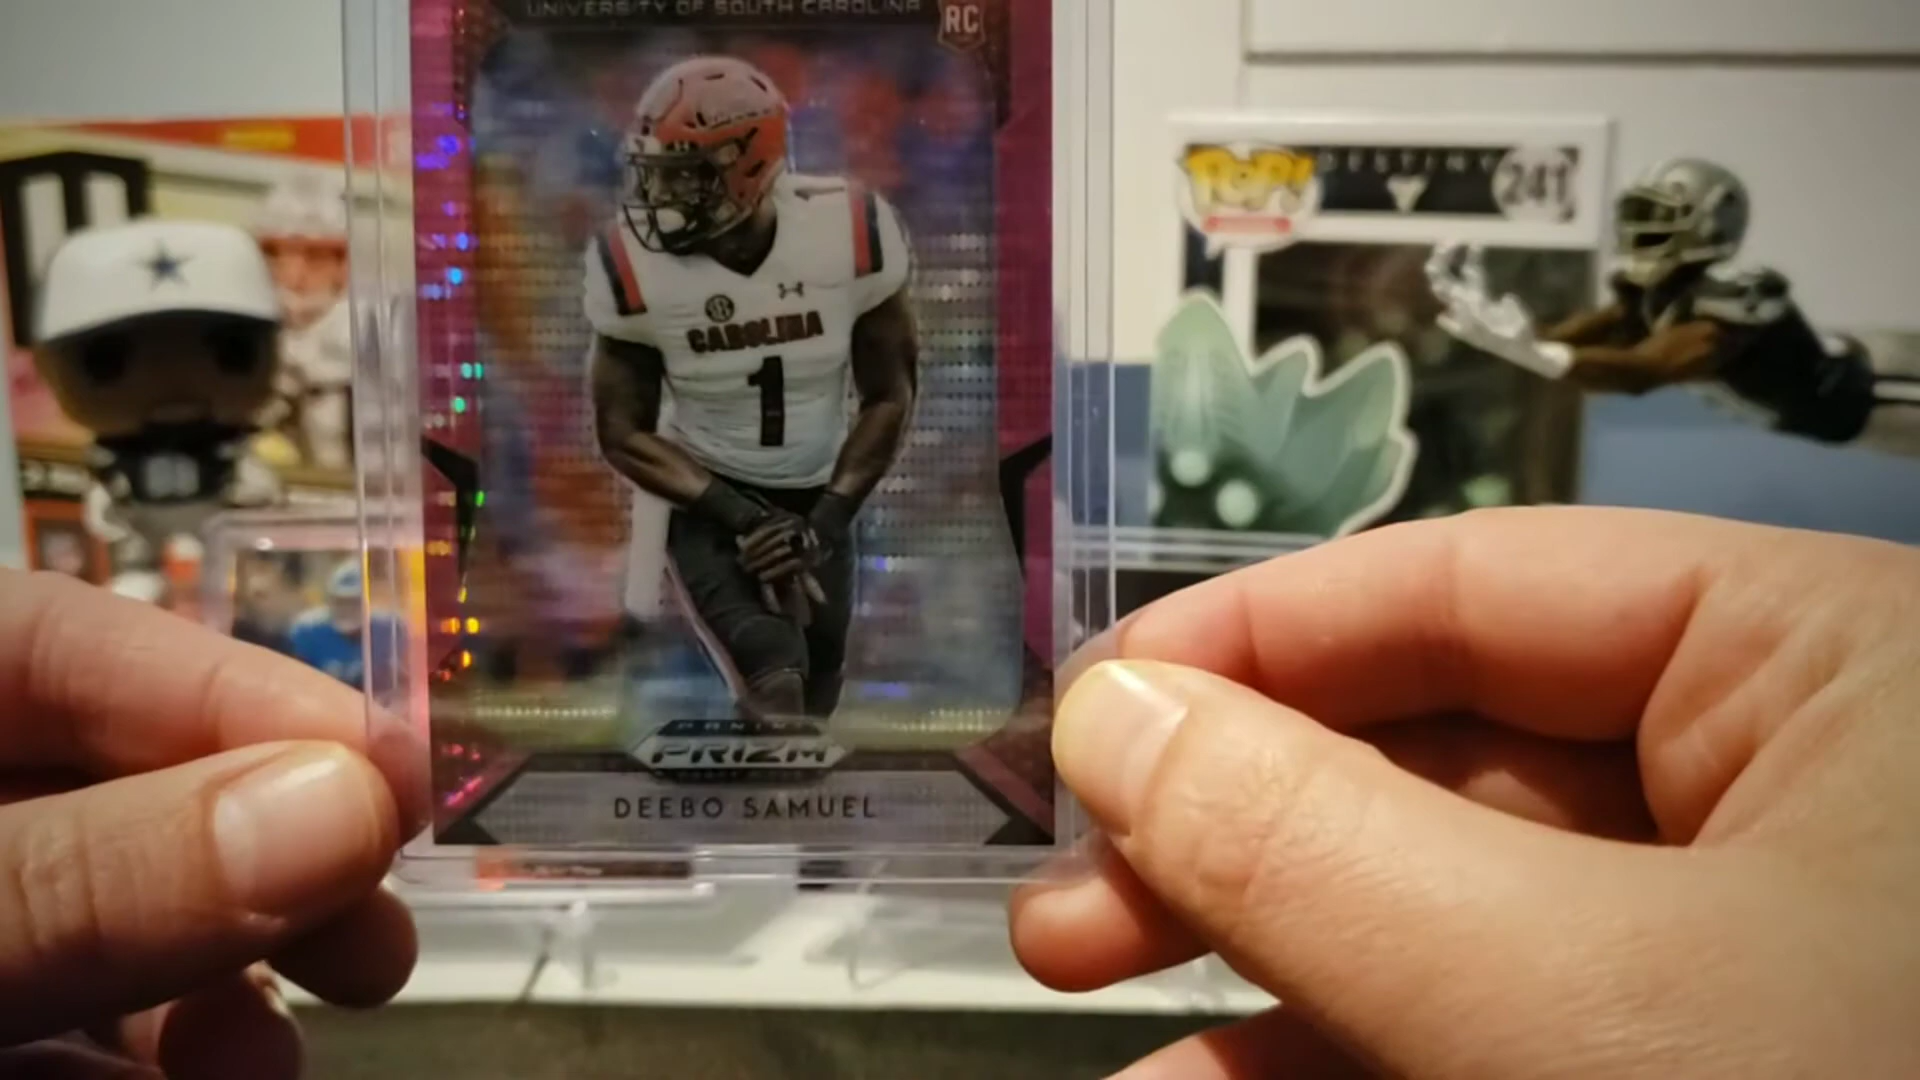 UNIVERSITY OF SOUTH CAROLINA
RC
POP!
DESTINY
241
CAROLINA
1
PANINI
PRIZM
DEEBO SAMUEL